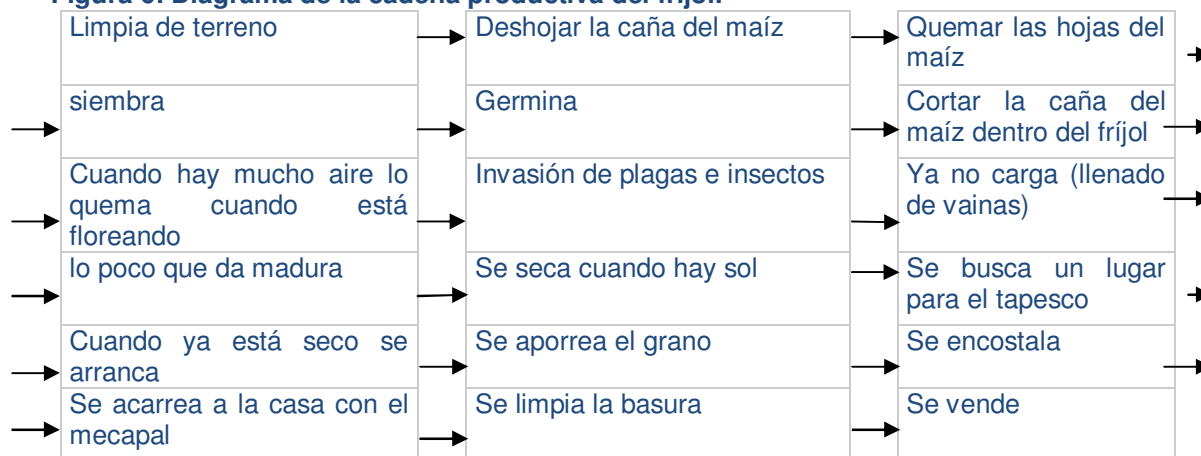 Limpia de terreno
Deshojar la caña del maíz
Quemar las hojas del
maíz
siembra
Germina
Cortar la caña del
maíz dentro del fríjol
Cuando hay mucho aire lo
quema cuando está
floreando
Invasión de plagas e insectos
Ya no carga (llenado
de vainas)
lo poco que da madura
Se seca cuando hay sol
Se busca un lugar
para el tapesco
Cuando ya está seco se
arranca
Se aporrea el grano
Se encostala
Se acarrea a la casa con el
mecapal
Se limpia la basura
Se vende